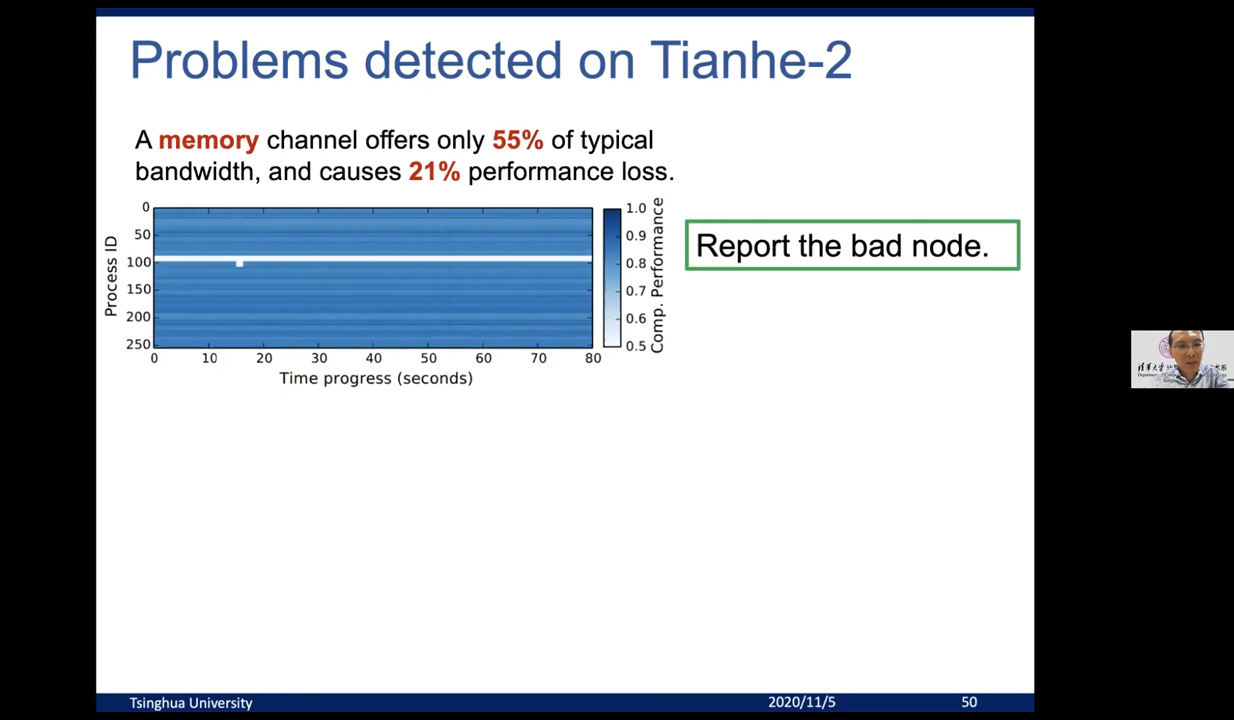 Problems detected on Tianhe-2
A memory channel offers only 55% of typical
bandwidth, and causes 21% performance loss.
Process ID
0
50
100
150
200
250
0 10 20 30 40 50 60 70 80
Time progress (seconds)
1.0
0.9
0.8
0.7
0.6
0.5
Comp. Performance
Report the bad node.
Tsinghua University 2020/11/5 50